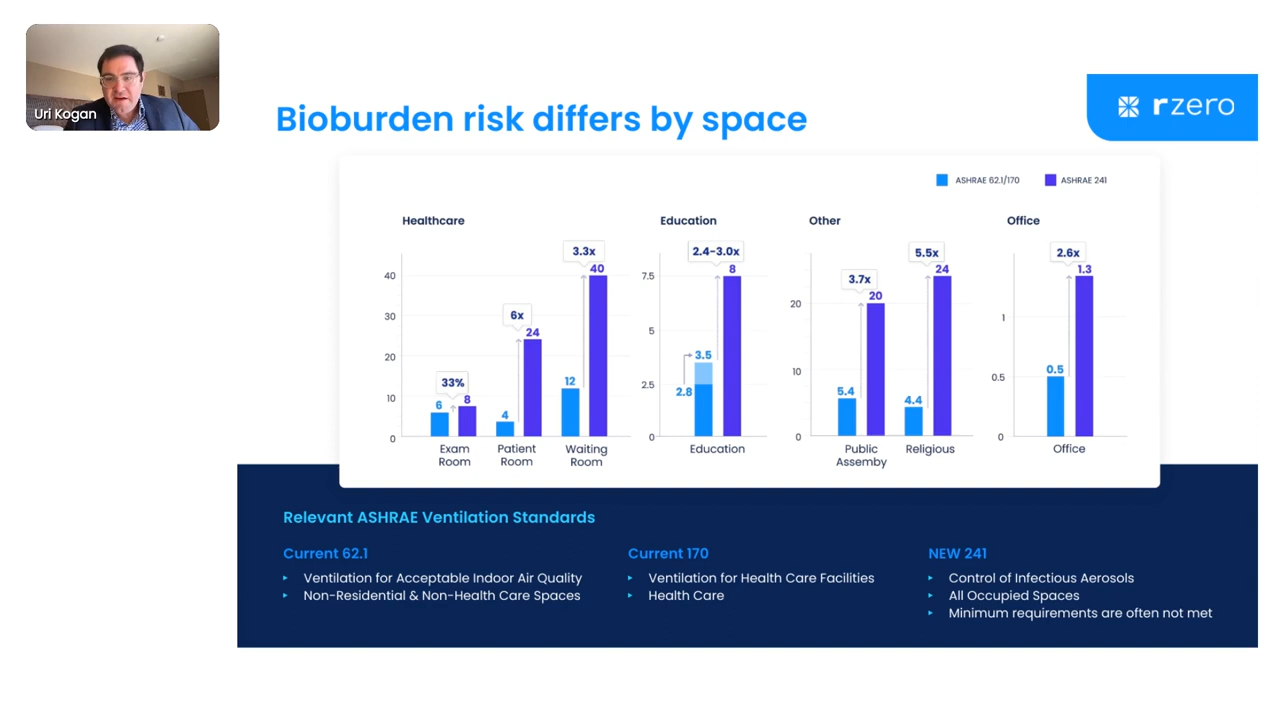 Uri Kogan
Bioburden risk differs by space
rzero
ASHRAE 62.1/170
ASHRAE 241
Healthcare
40
30
20
10
0
33%
6
8
6x
4
24
3.3x
12
40
Exam
Room
Patient
Room
Waiting
Room
Education
7.5
5
2.5
0
2.4-3.0x
8
3.5
2.8
Education
Other
20
10
0
3.7x
5.4
20
5.5x
4.4
24
Public
Assemby
Religious
Office
1
0.5
0
2.6x
0.5
1.3
Office
Relevant ASHRAE Ventilation Standards
Current 62.1
Ventilation for Acceptable Indoor Air Quality
Non-Residential & Non-Health Care Spaces
Current 170
Ventilation for Health Care Facilities
Health Care
NEW 241
Control of Infectious Aerosols
All Occupied Spaces
Minimum requirements are often not met